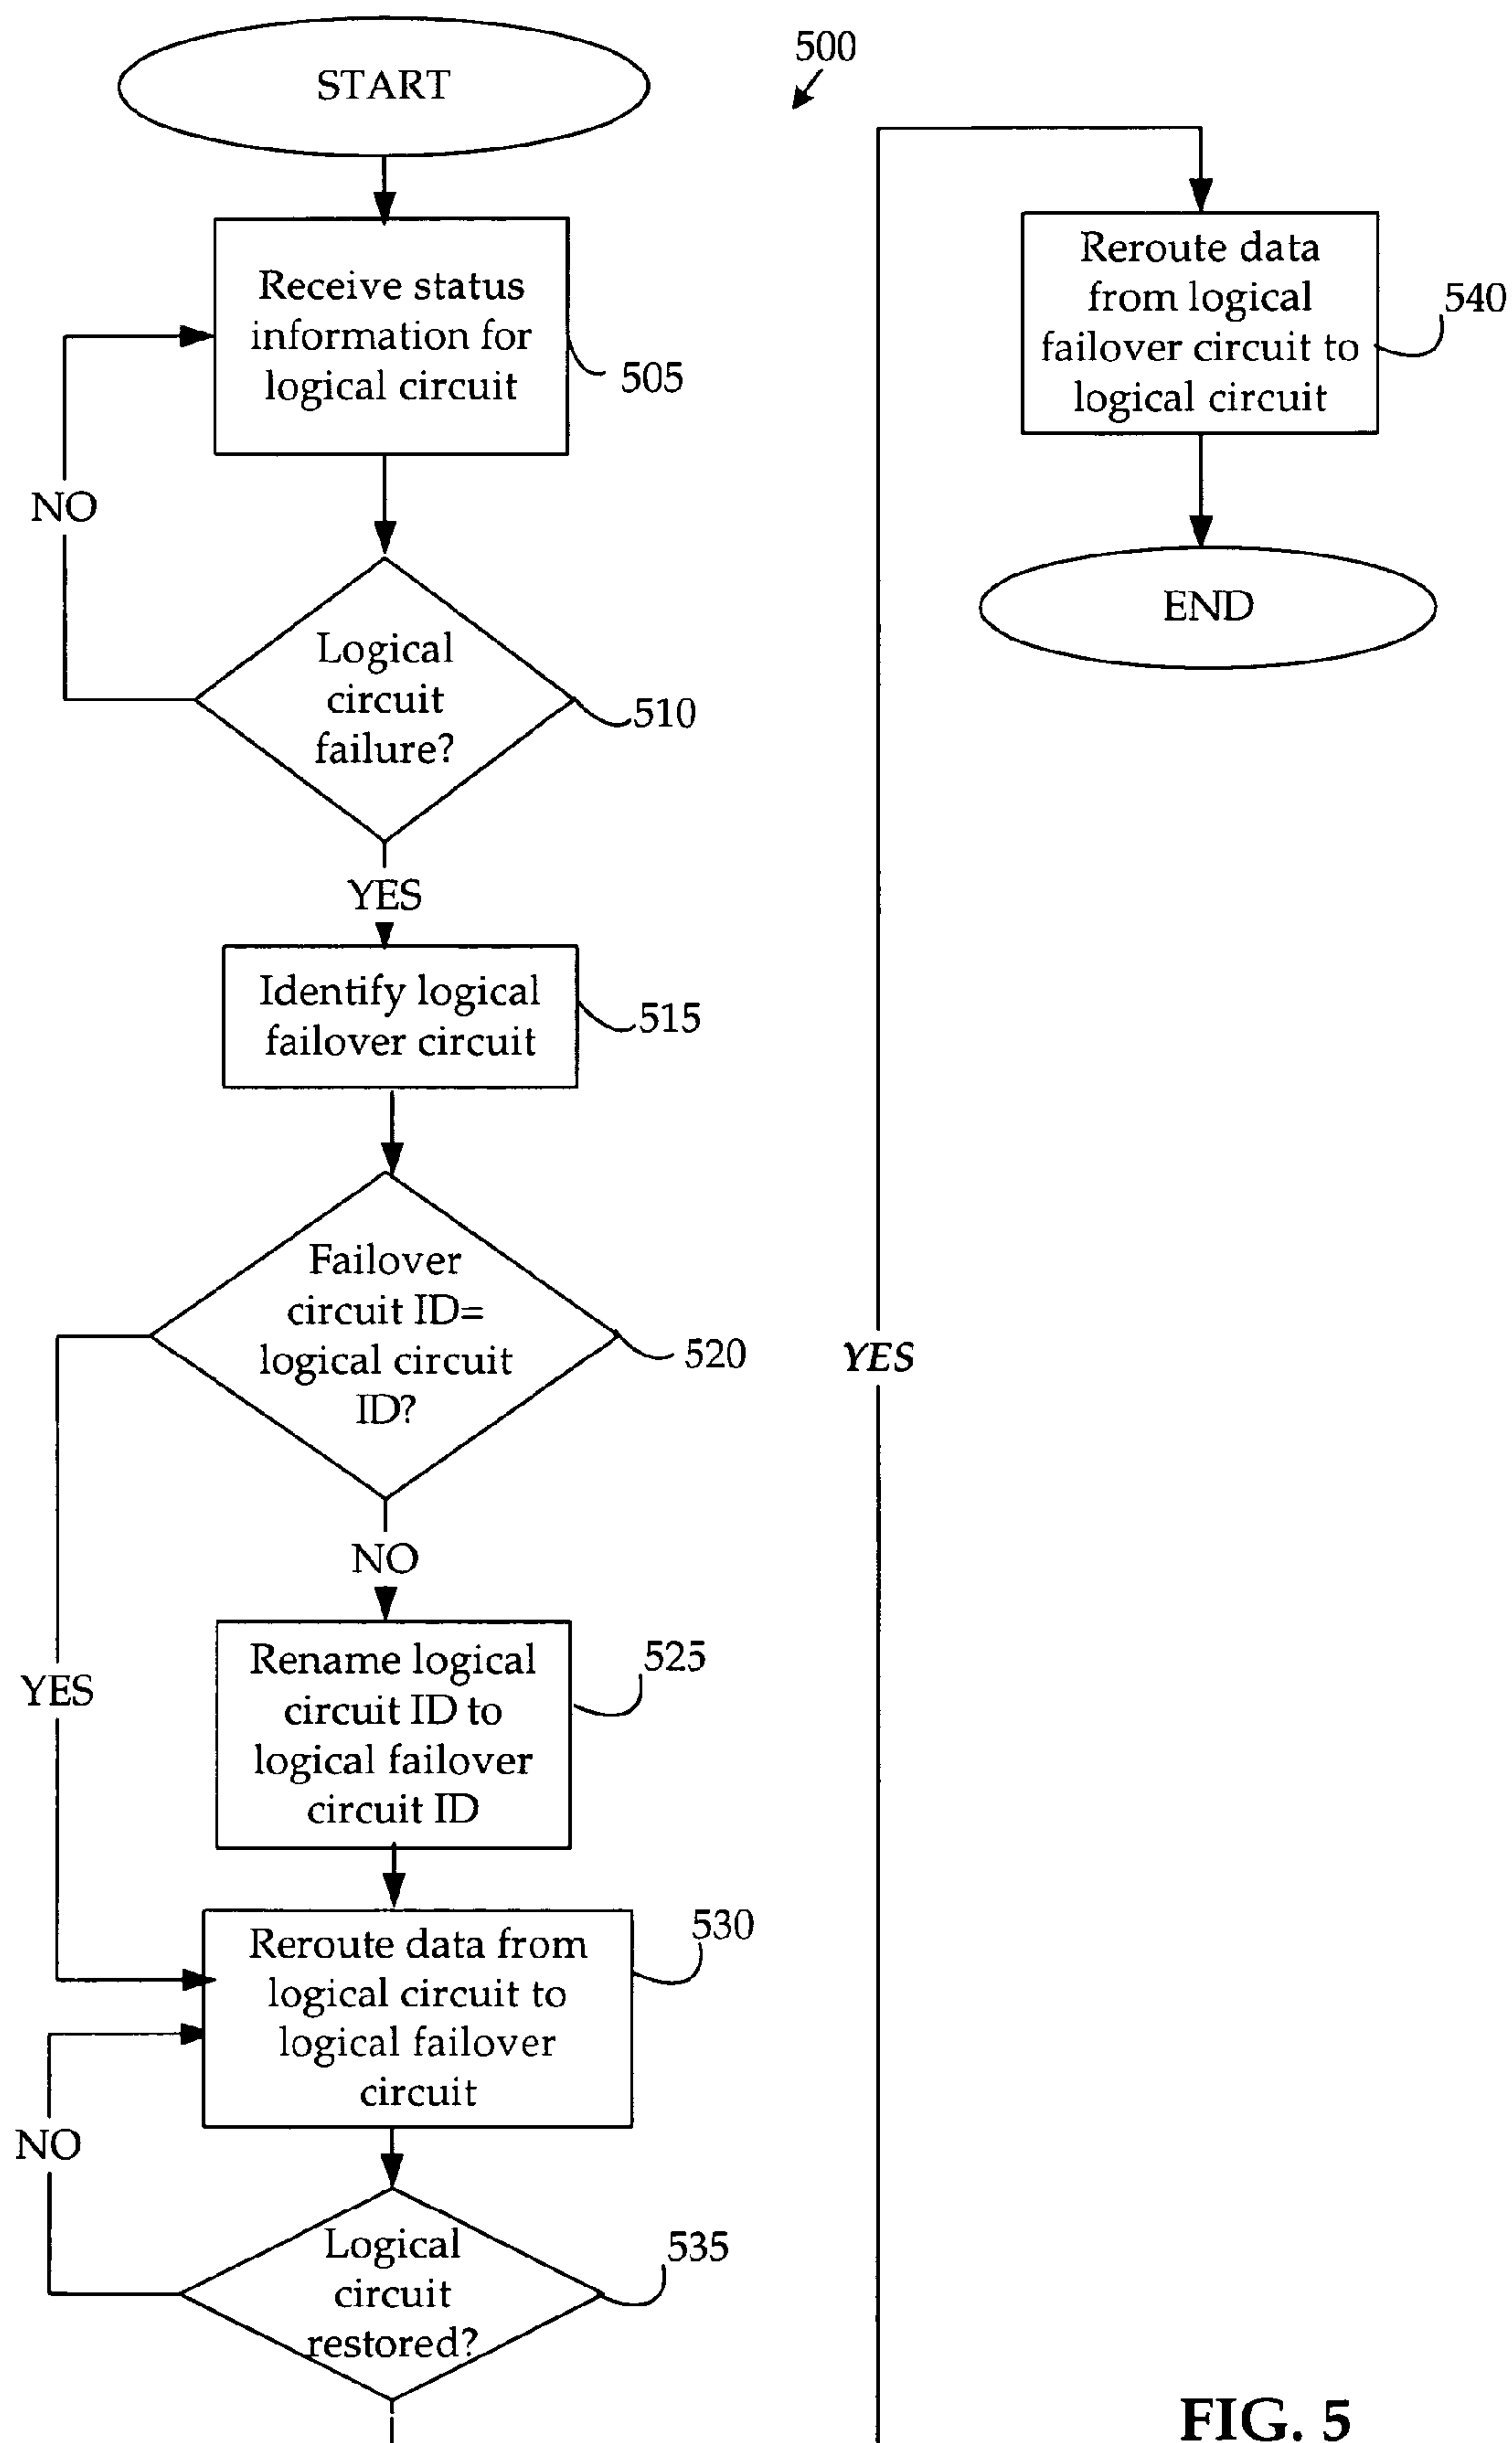 START
500
Receive status
information for
logical circuit
505
NO
Logical
circuit
failure?
510
YES
Identify logical
failover circuit
515
Failover
circuit ID=
logical circuit
ID?
520
NO
YES
Rename logical
circuit ID to
logical failover
circuit ID
525
Reroute data from
logical circuit to
logical failover
circuit
530
NO
Logical
circuit
restored?
535
YES
Reroute data
from logical
failover circuit to
logical circuit
540
END
FIG. 5